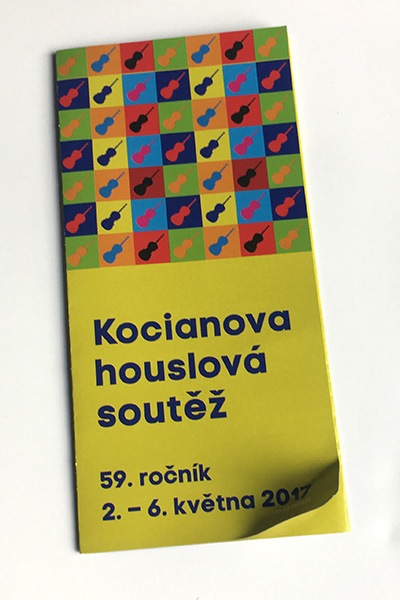 Kocianova
houslová
soutěž
59. ročník
2. – 6. května 2017